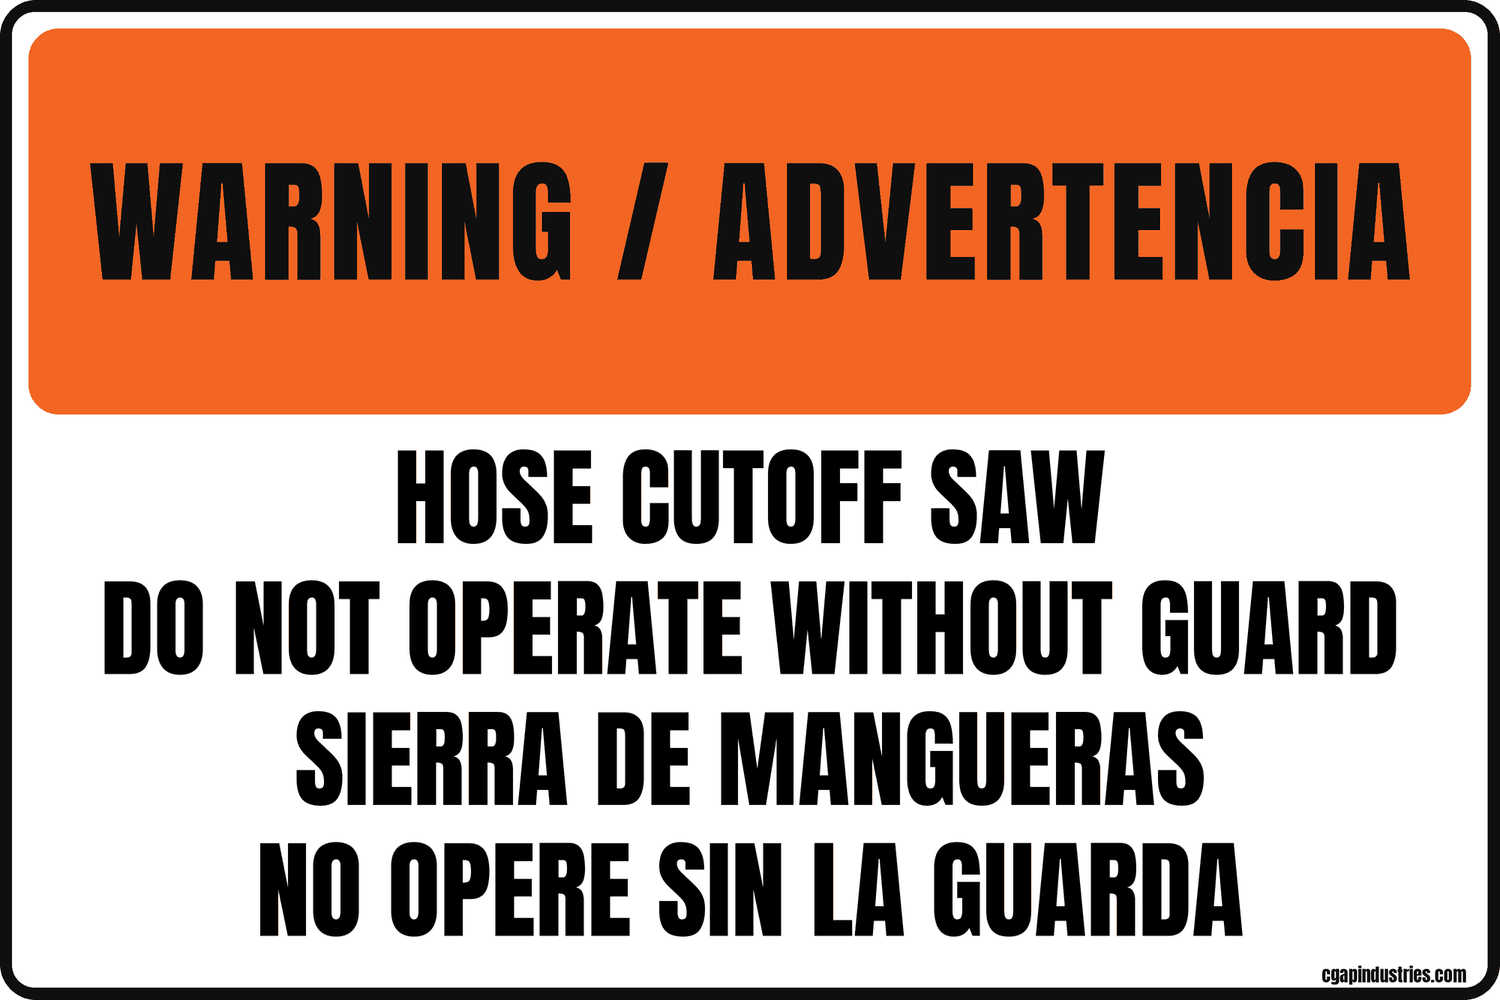 WARNING / ADVERTENCIA
HOSE CUTOFF SAW
DO NOT OPERATE WITHOUT GUARD
SIERRA DE MANGUERAS
NO OPERE SIN LA GUARDA
cgapindustries.com